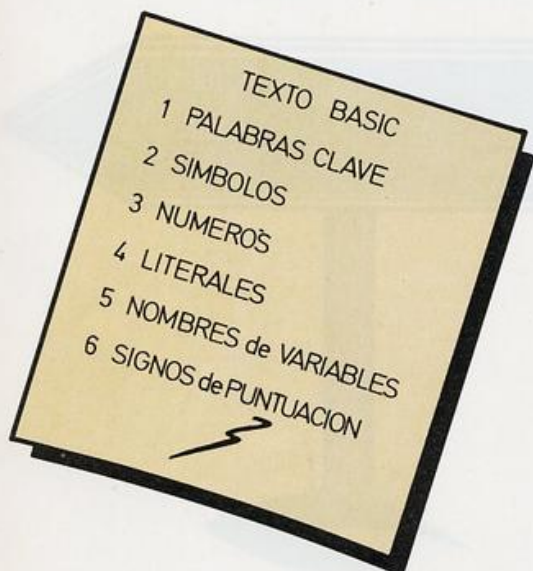 TEXTO BASIC
1 PALABRAS CLAVE
2 SIMBOLOS
3 NUMEROS
4 LITERALES
5 NOMBRES de VARIABLES
6 SIGNOS de PUNTUACION